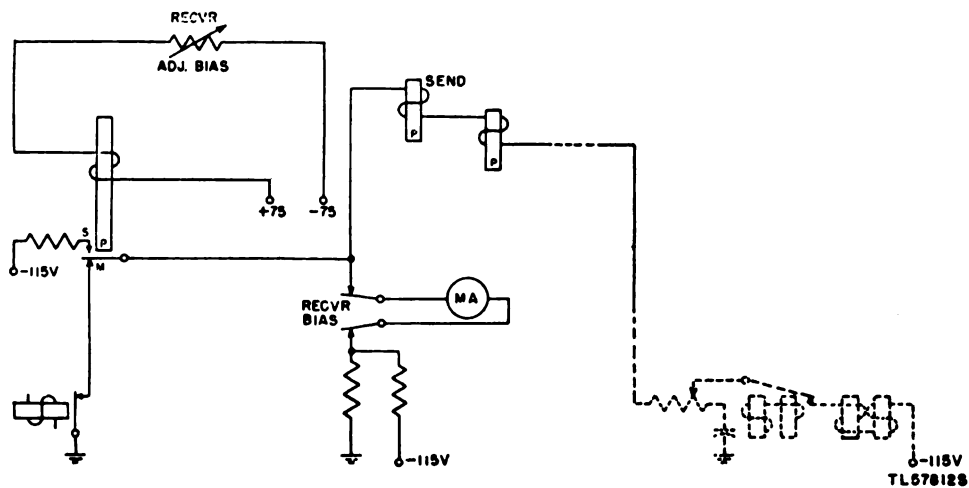 RECVR
ADJ. BIAS
SEND
P
P
+75
-75
S
P
-115V
M
RECVR
BIAS
MA
-115V
-115V
TL57812S